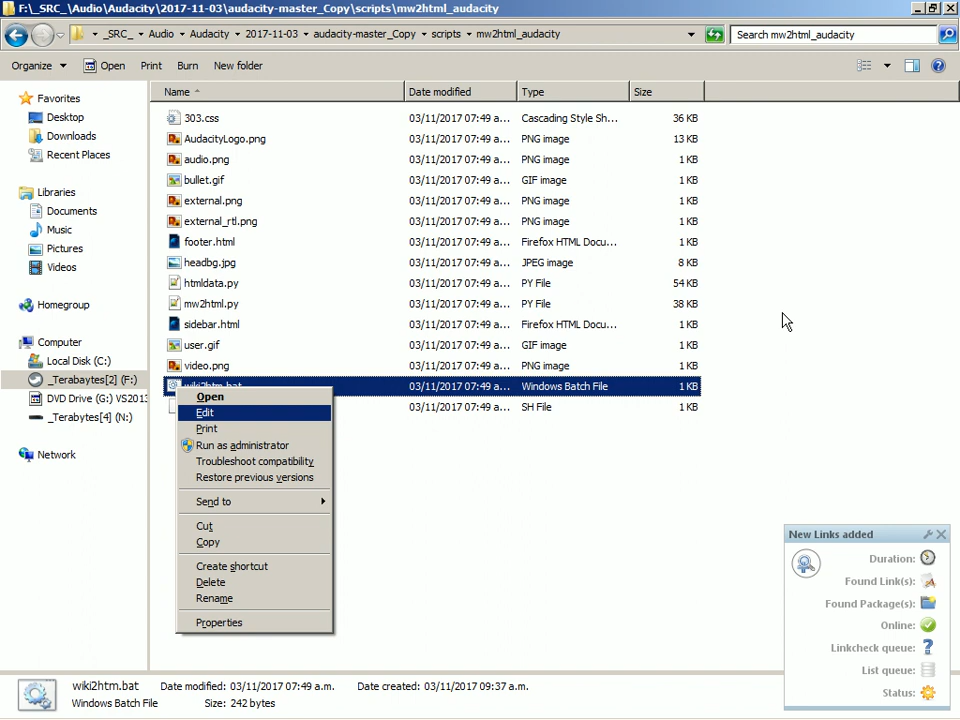 F:\_SRC_\Audio\Audacity\2017-11-03\audacity-master_Copy\scripts\mw2html_audacity
_SRC_ Audio Audacity 2017-11-03 audacity-master_Copy scripts mw2html_audacity
Search mw2html_audacity
Organize Open Print Burn New folder
Name Date modified Type Size
Favorites
Desktop
Downloads
Recent Places
Libraries
Documents
Music
Pictures
Videos
Homegroup
Computer
Local Disk (C:)
_Terabaytes[2] (F:)
DVD Drive (G:) VS2013
_Terabytes[4] (N:)
Network
303.css 03/11/2017 07:49 a... Cascading Style Sh... 36 KB
AudacityLogo.png 03/11/2017 07:49 a... PNG image 13 KB
audio.png 03/11/2017 07:49 a... PNG image 1 KB
bullet.gif 03/11/2017 07:49 a... GIF image 1 KB
external.png 03/11/2017 07:49 a... PNG image 1 KB
external_rtl.png 03/11/2017 07:49 a... PNG image 1 KB
footer.html 03/11/2017 07:49 a... Firefox HTML Docu... 1 KB
headbg.jpg 03/11/2017 07:49 a... JPEG image 8 KB
htmldata.py 03/11/2017 07:49 a... PY File 54 KB
mw2html.py 03/11/2017 07:49 a... PY File 38 KB
sidebar.html 03/11/2017 07:49 a... Firefox HTML Docu... 1 KB
user.gif 03/11/2017 07:49 a... GIF image 1 KB
video.png 03/11/2017 07:49 a... PNG image 1 KB
wiki2htm.bat 03/11/2017 07:49 a... Windows Batch File 1 KB
03/11/2017 07:49 a... SH File 1 KB
Open
Edit
Print
Run as administrator
Troubleshoot compatibility
Restore previous versions
Send to
Cut
Copy
Create shortcut
Delete
Rename
Properties
New Links added
Duration:
Found Link(s):
Found Package(s):
Online:
Linkcheck queue:
List queue:
Status:
wiki2htm.bat Date modified: 03/11/2017 07:49 a.m. Date created: 03/11/2017 09:37 a.m.
Windows Batch File Size: 242 bytes